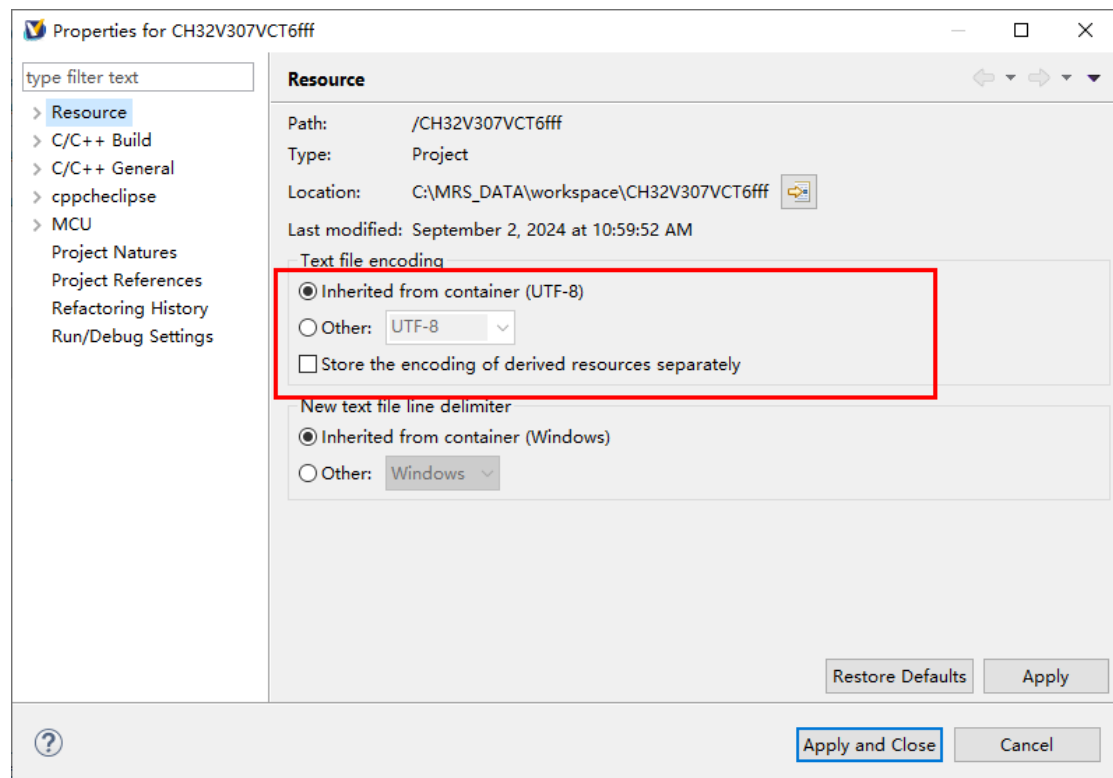 Properties for CH32V307VCT6fff
type filter text
Resource
C/C++ Build
C/C++ General
cppcheclipse
MCU
Project Natures
Project References
Refactoring History
Run/Debug Settings
Resource
Path: /CH32V307VCT6fff
Type: Project
Location: C:\MRS_DATA\workspace\CH32V307VCT6fff
Last modified: September 2, 2024 at 10:59:52 AM
Text file encoding
Inherited from container (UTF-8)
Other: UTF-8
Store the encoding of derived resources separately
New text file line delimiter
Inherited from container (Windows)
Other: Windows
Restore Defaults Apply
Apply and Close Cancel